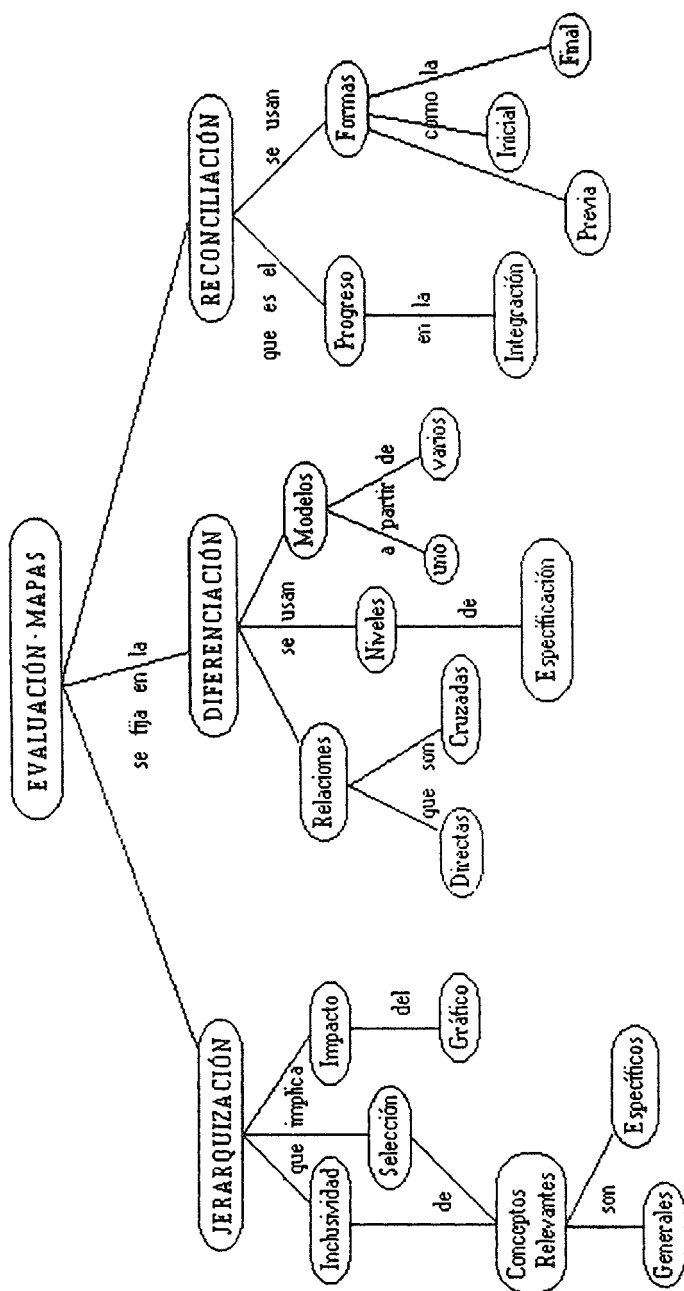 EVALUACIÓN·MAPAS
se fija en la
JERARQUIZACIÓN
DIFERENCIACIÓN
RECONCILIACIÓN
que implica
se usan
que es el
se usan
Inclusividad
Selección
Impacto
Relaciones
Niveles
Modelos
Progreso
Formas
de
del
que son
de
a partir de
en la
como la
Gráfico
Directas
Cruzadas
uno
varios
Conceptos
Relevantes
Especificación
Integración
Previa
Inicial
Final
son
Generales
Específicos